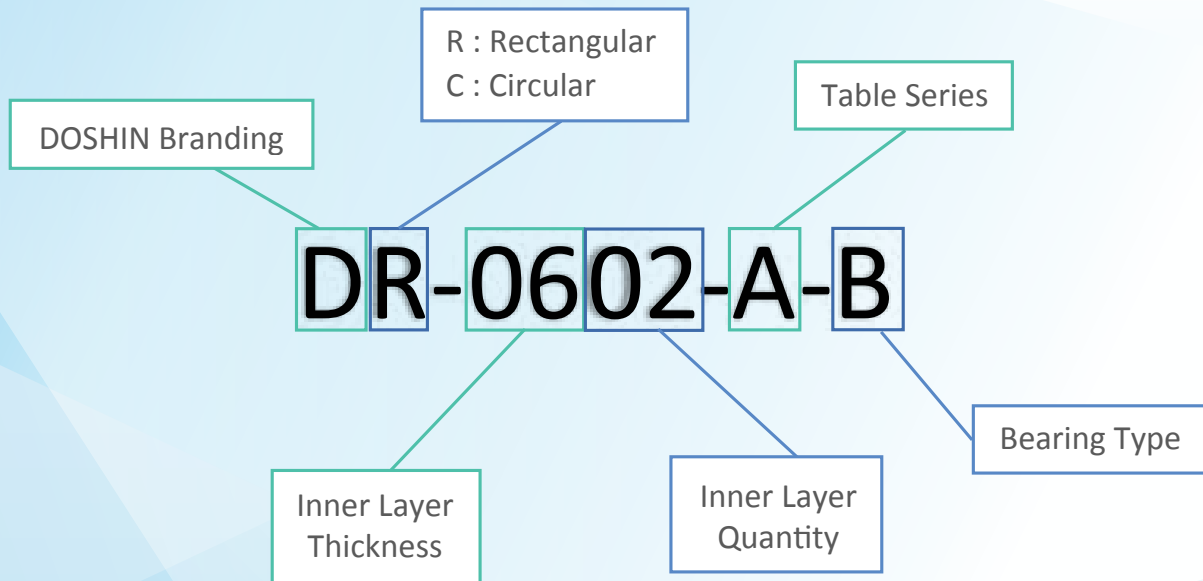 R : Rectangular
C : Circular
Table Series
DOSHIN Branding
DR-0602-A-B
Bearing Type
Inner Layer
Thickness
Inner Layer
Quantity